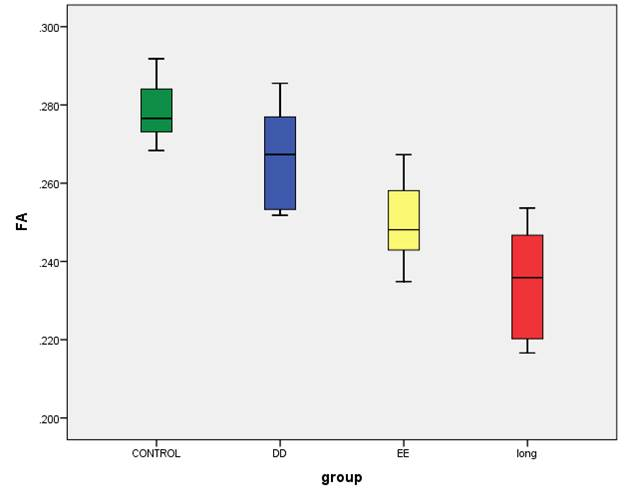 .300
.280
.260
.240
.220
.200
FA
CONTROL DD EE long
group